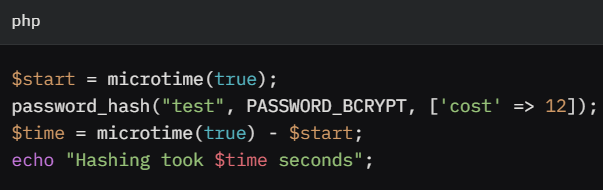 php
$start = microtime(true);
password_hash("test", PASSWORD_BCRYPT, ['cost' => 12]);
$time = microtime(true) - $start;
echo "Hashing took $time seconds";